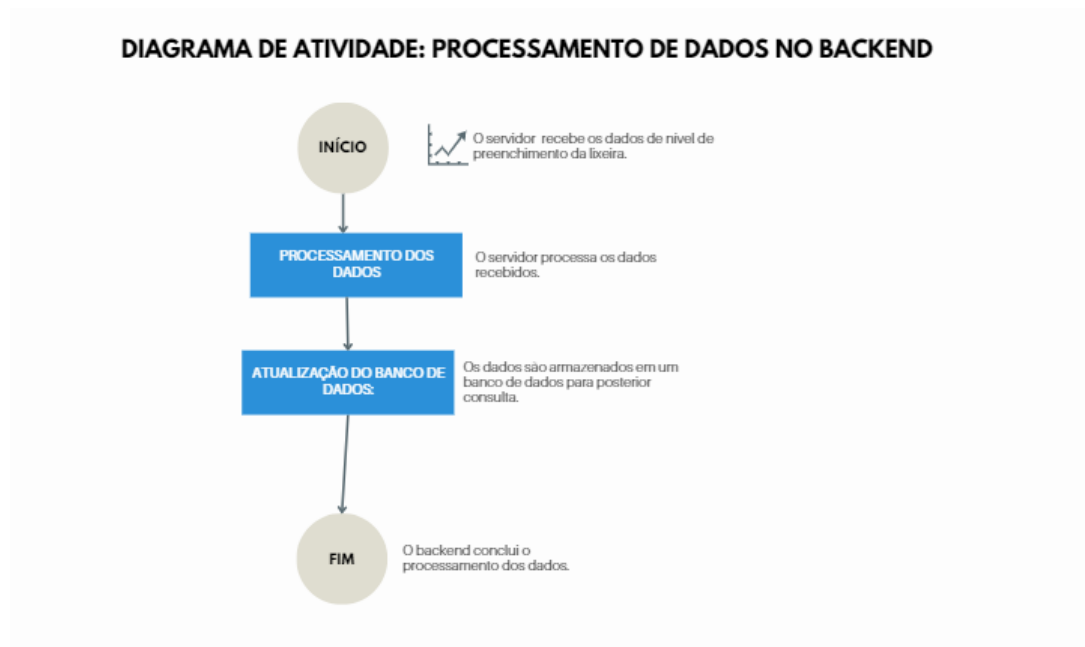 DIAGRAMA DE ATIVIDADE: PROCESSAMENTO DE DADOS NO BACKEND
INÍCIO
O servidor recebe os dados de nível de
preenchimento da lixeira.
PROCESSAMENTO DOS
DADOS
O servidor processa os dados
recebidos.
ATUALIZAÇÃO DO BANCO DE
DADOS:
Os dados são armazenados em um
banco de dados para posterior
consulta.
FIM
O backend conclui o
processamento dos dados.